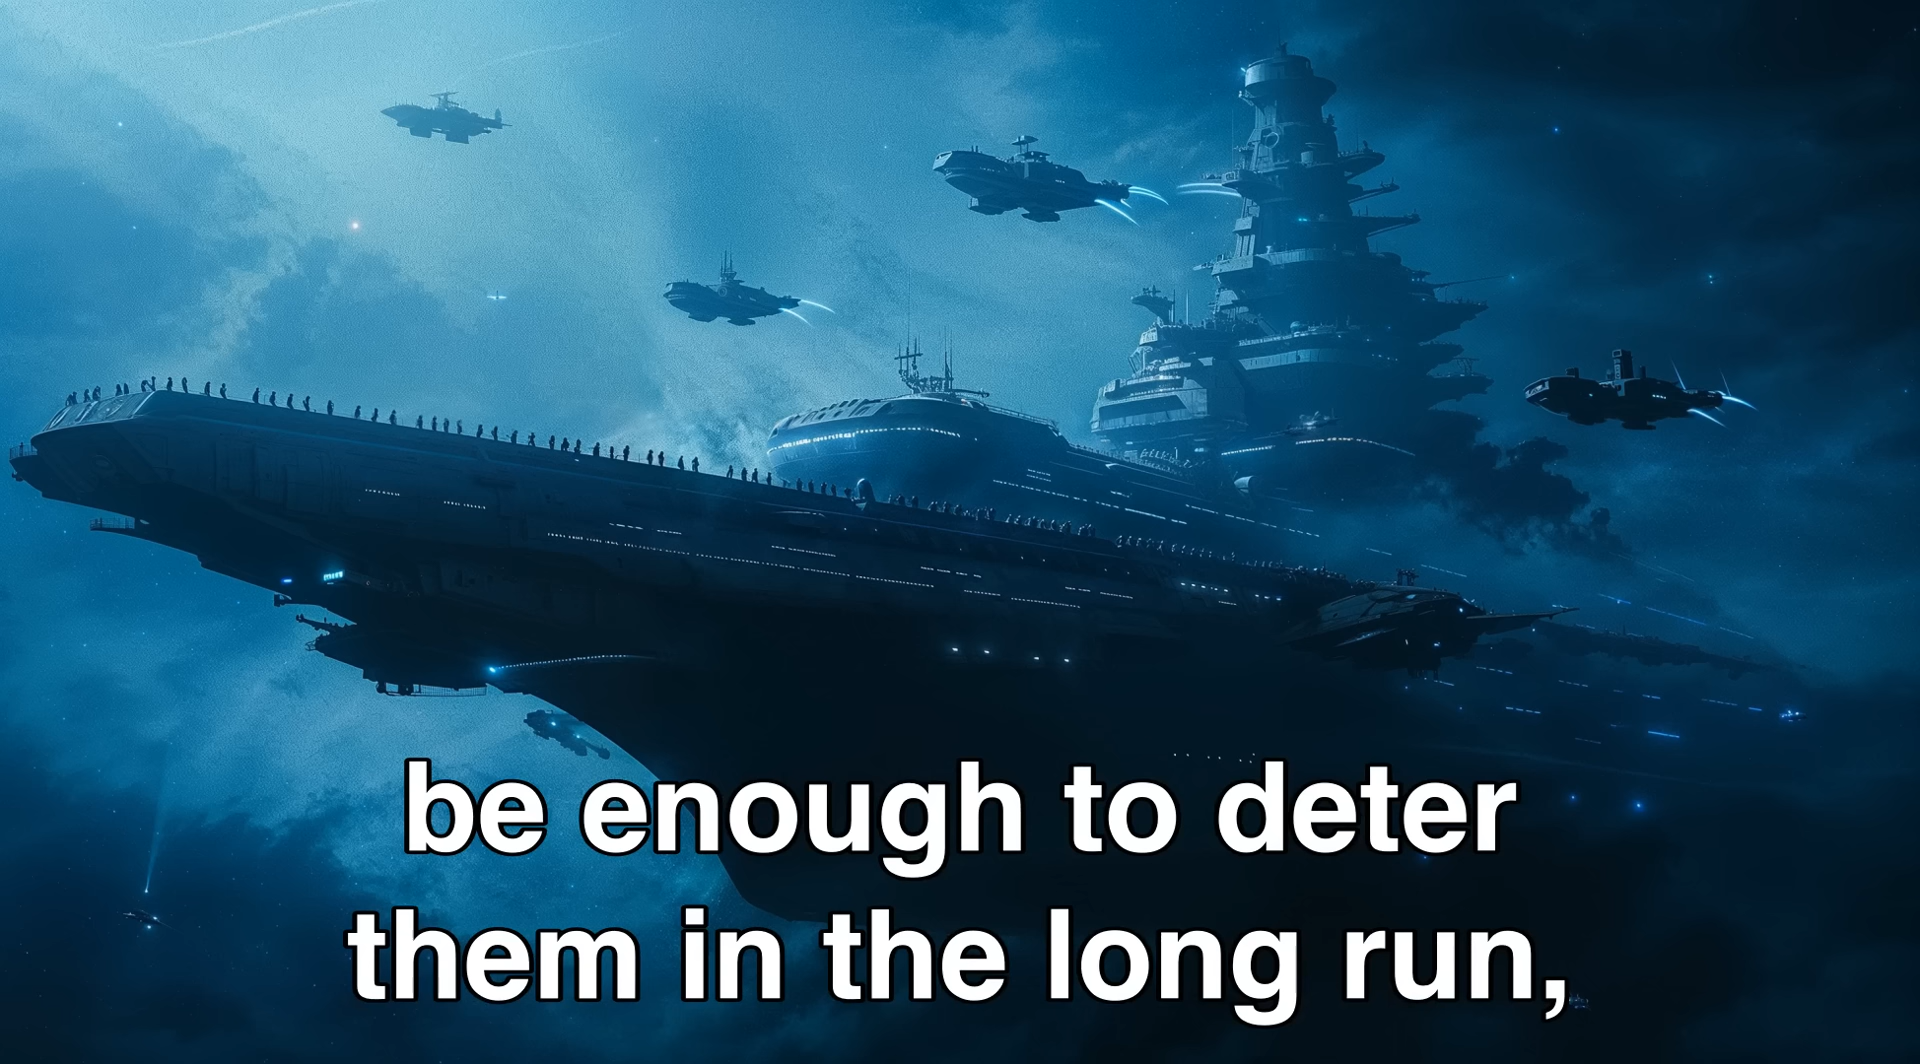 be enough to deter
them in the long run,